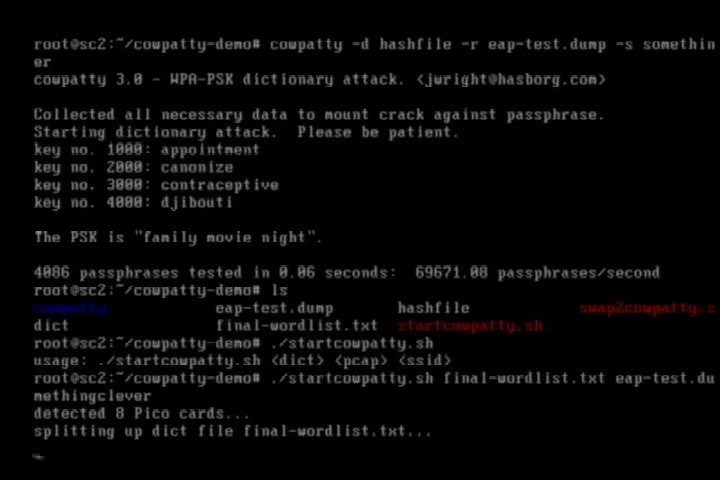 root@sc2:~/cowpatty-demo# cowpatty -d hashfile -r eap-test.dump -s somethin
er
cowpatty 3.0 - WPA-PSK dictionary attack. <jwright@hasborg.com>
Collected all necessary data to mount crack against passphrase.
Starting dictionary attack.  Please be patient.
key no. 1000: appointment
key no. 2000: canonize
key no. 3000: contraceptive
key no. 4000: djibouti
The PSK is "family movie night".
4086 passphrases tested in 0.06 seconds:  69671.08 passphrases/second
root@sc2:~/cowpatty-demo# ls
cowpatty eap-test.dump hashfile swap2cowpatty.s
dict final-wordlist.txt startcowpatty.sh
root@sc2:~/cowpatty-demo# ./startcowpatty.sh
usage: ./startcowpatty.sh <dict> <pcap> <ssid>
root@sc2:~/cowpatty-demo# ./startcowpatty.sh final-wordlist.txt eap-test.du
methingclever
detected 8 Pico cards...
splitting up dict file final-wordlist.txt...